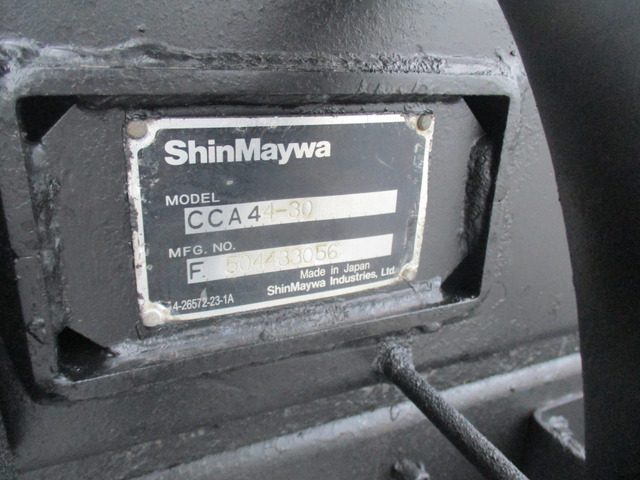 ShinMaywa
MODEL
CCA44-30
MFG. NO.
F. 504433056
Made in Japan
ShinMaywa Industries, Ltd.
4-26572-23-1A